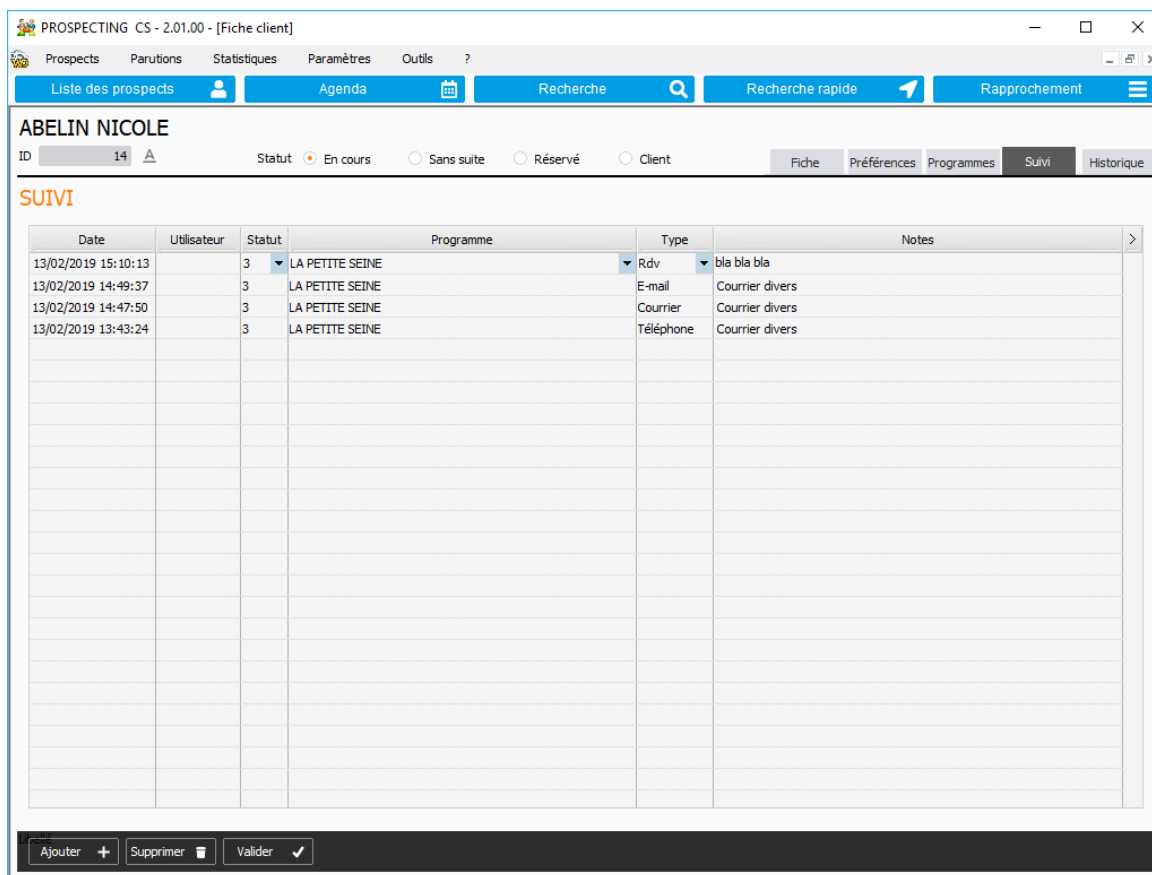 PROSPECTING CS - 2.01.00 - [Fiche client]
Prospects Parutions Statistiques Paramètres Outils ?
Liste des prospects Agenda Recherche Recherche rapide Rapprochement
ABELIN NICOLE
ID 14 A Statut En cours Sans suite Réservé Client Fiche Préférences Programmes Suivi Historique
SUIVI
Date Utilisateur Statut Programme Type Notes >
13/02/2019 15:10:13 3 LA PETITE SEINE Rdv bla bla bla
13/02/2019 14:49:37 3 LA PETITE SEINE E-mail Courrier divers
13/02/2019 14:47:50 3 LA PETITE SEINE Courrier Courrier divers
13/02/2019 13:43:24 3 LA PETITE SEINE Téléphone Courrier divers
Libellé
Ajouter + Supprimer Valider